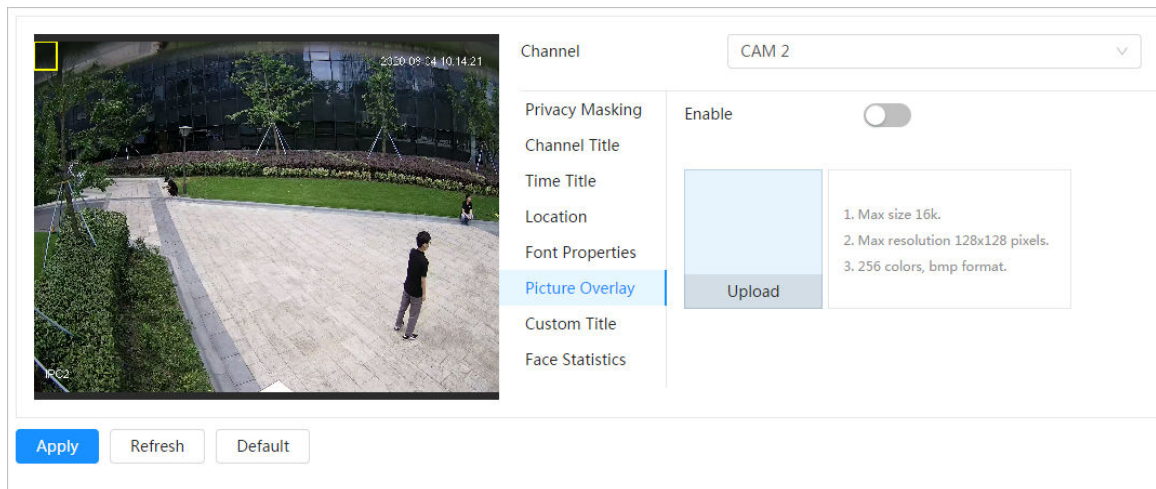 2020-09-04 10:14:21
IPC2
Channel
CAM 2
Privacy Masking
Channel Title
Time Title
Location
Font Properties
Picture Overlay
Custom Title
Face Statistics
Enable
Upload
1. Max size 16k.
2. Max resolution 128x128 pixels.
3. 256 colors, bmp format.
Apply
Refresh
Default